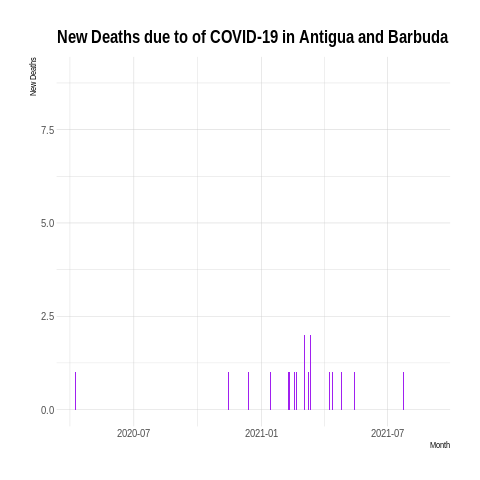 New Deaths due to of COVID-19 in Antigua and Barbuda
New Deaths
7.5
5.0
2.5
0.0
2020-07
2021-01
2021-07
Month